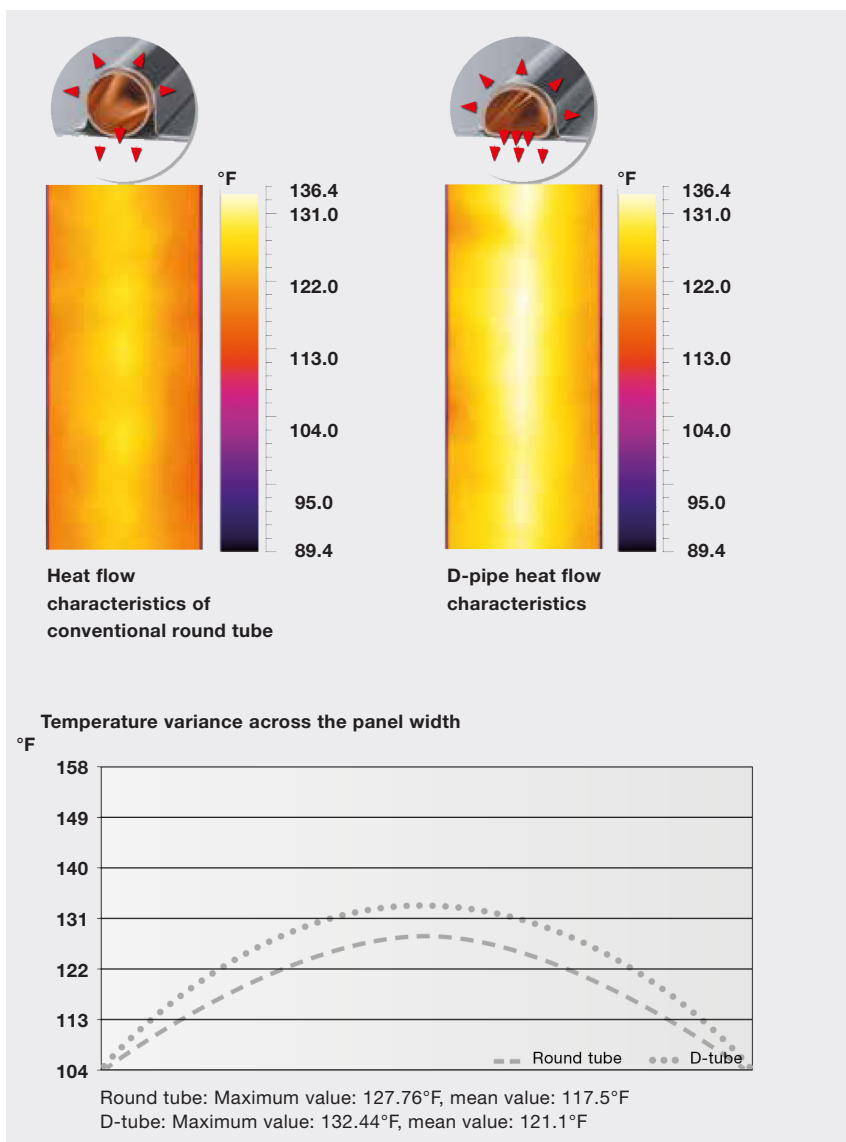 °F
136.4
131.0
122.0
113.0
104.0
95.0
89.4
Heat flow
characteristics of
conventional round tube
°F
136.4
131.0
122.0
113.0
104.0
95.0
89.4
D-pipe heat flow
characteristics
Temperature variance across the panel width
°F
158
149
140
131
122
113
104
Round tube
D-tube
Round tube: Maximum value: 127.76°F, mean value: 117.5°F
D-tube: Maximum value: 132.44°F, mean value: 121.1°F